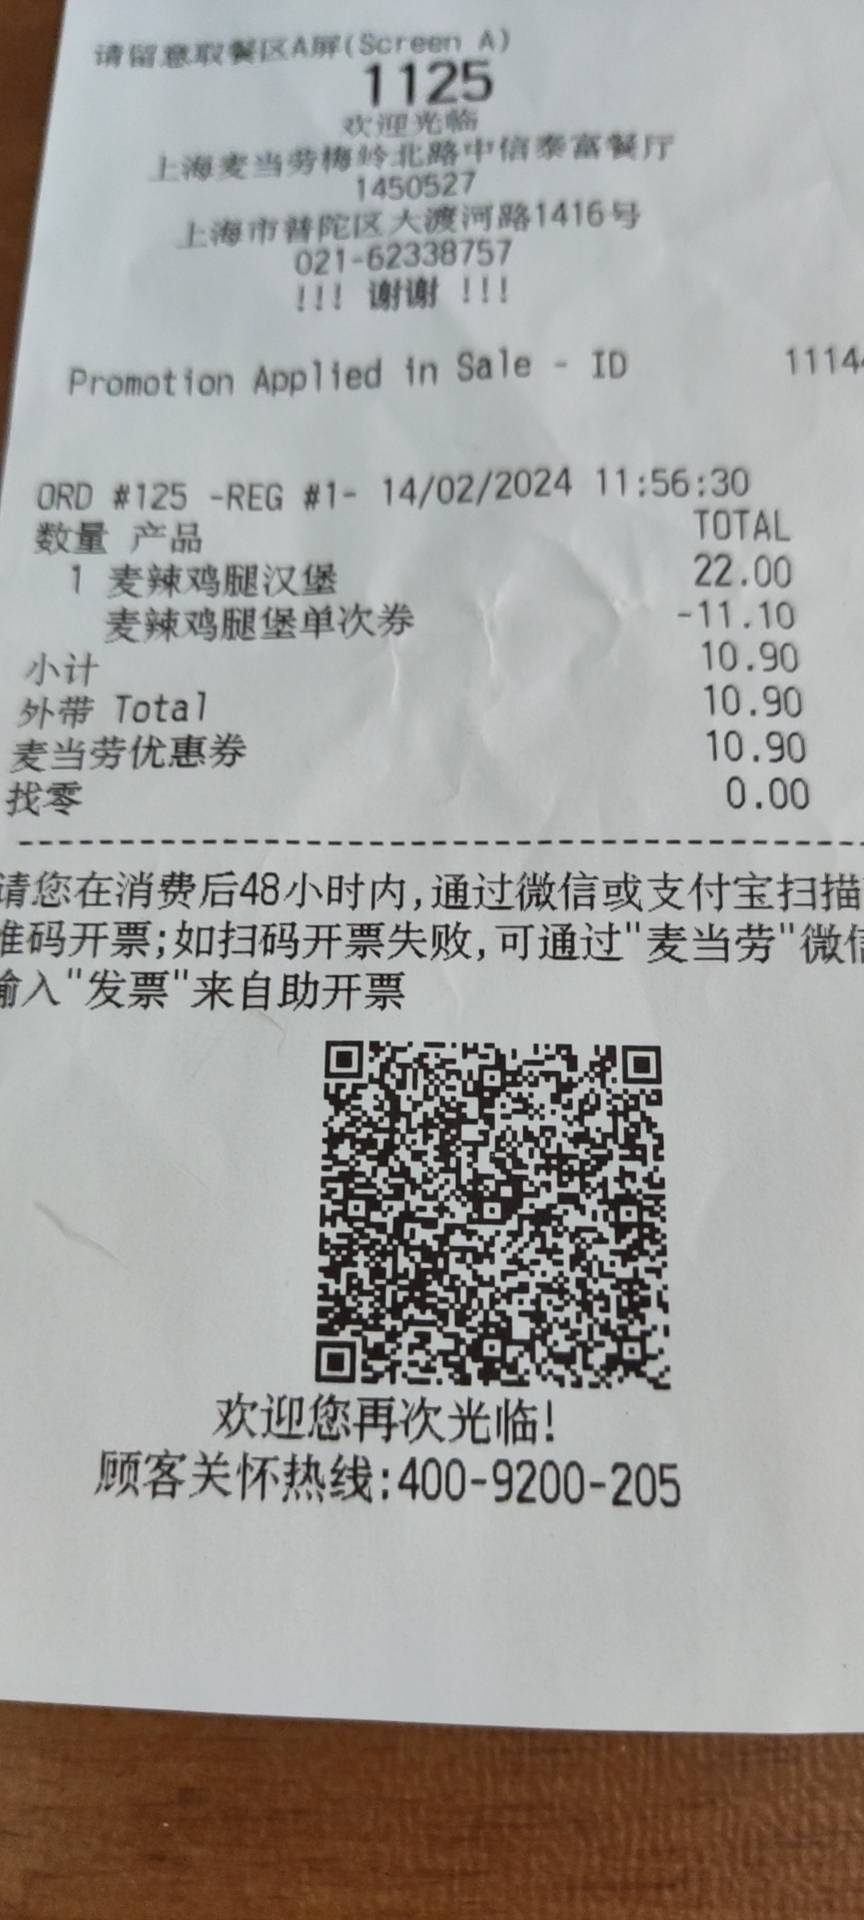 请留意取餐区A屏(Screen A)
1125
欢迎光临
上海麦当劳梅岭北路中信泰富餐厅
1450527
上海市普陀区大渡河路1416号
021-62338757
!!! 谢谢 !!!
Promotion Applied in Sale - ID 1114
ORD #125 -REG #1- 14/02/2024 11:56:30
数量 产品 TOTAL
1 麦辣鸡腿汉堡 22.00
麦辣鸡腿堡单次券 -11.10
小计 10.90
外带 Total 10.90
麦当劳优惠券 10.90
找零 0.00
请您在消费后48小时内,通过微信或支付宝扫描
维码开票;如扫码开票失败,可通过"麦当劳"微信
输入"发票"来自助开票
欢迎您再次光临!
顾客关怀热线:400-9200-205